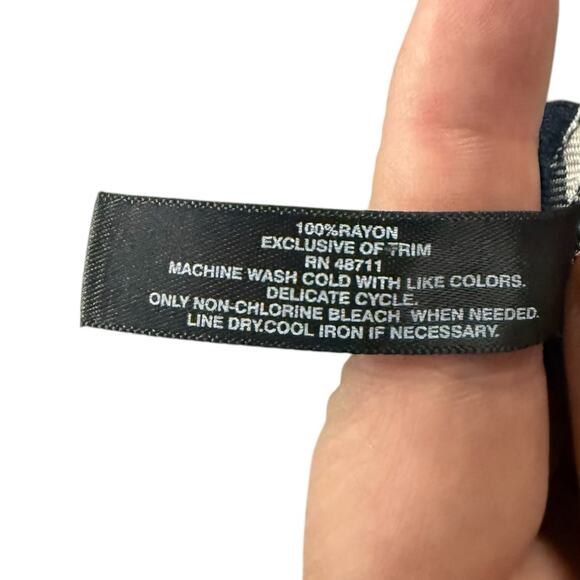 100%RAYON
EXCLUSIVE OF TRIM
RN 48711
MACHINE WASH COLD WITH LIKE COLORS.
DELICATE CYCLE.
ONLY NON-CHLORINE BLEACH WHEN NEEDED.
LINE DRY.COOL IRON IF NECESSARY.